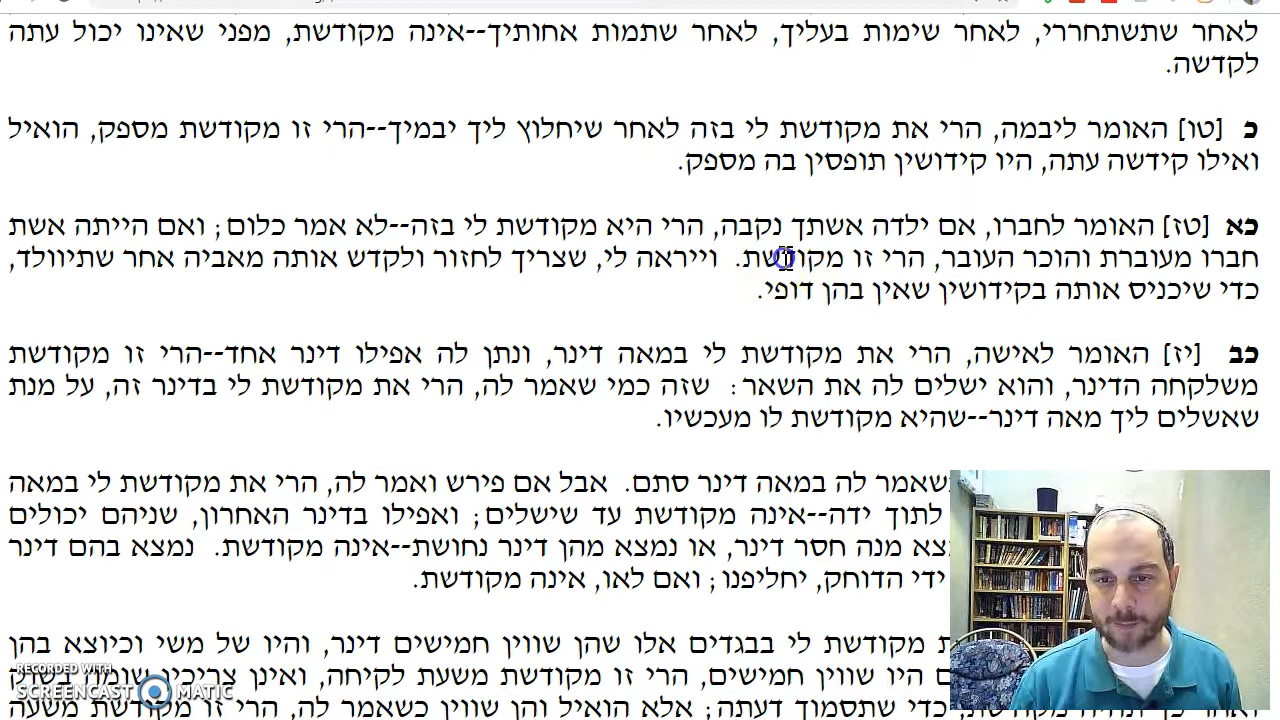 לאחר שתשתחררי, לאחר שימות בעליך, לאחר שתמות אחותיך--אינה מקודשת, מפני שאינו יכול עתה
לקדשה.
כ [טו] האומר ליבמה, הרי את מקודשת לי בזה לאחר שיחלוץ ליך יבמיך--הרי זו מקודשת מספק, הואיל
ואילו קידשה עתה, היו קידושין תופסין בה מספק.
כא [טז] האומר לחברו, אם ילדה אשתך נקבה, הרי היא מקודשת לי בזה--לא אמר כלום; ואם הייתה אשת
חברו מעוברת והוכר העובר, הרי זו מקודשת. וייראה לי, שצריך לחזור ולקדש אותה מאביה אחר שתיוולד,
כדי שיכניס אותה בקידושין שאין בהן דופי.
כב [יז] האומר לאישה, הרי את מקודשת לי במאה דינר, ונתן לה אפילו דינר אחד--הרי זו מקודשת
משלקחה הדינר, והוא ישלים לה את השאר: שזה כמי שאמר לה, הרי את מקודשת לי בדינר זה, על מנת
שאשלים ליך מאה דינר--שהיא מקודשת לו מעכשיו.
שאמר לה במאה דינר סתם. אבל אם פירש ואמר לה, הרי את מקודשת לי במאה
לתוך ידה--אינה מקודשת עד שישלים; ואפילו בדינר האחרון, שניהם יכולים
צא מנה חסר דינר, או נמצא מהן דינר נחושת--אינה מקודשת. נמצא בהם דינר
ידי הדוחק, יחליפנו; ואם לאו, אינה מקודשת.
ת מקודשת לי בבגדים אלו שהן שווין חמישים דינר, והיו של משי וכיוצא בהן
ם היו שווין חמישים, הרי זו מקודשת משעת לקיחה, ואינן צריכין שומה בשוק
כדי שתסמוך דעתה; אלא הואיל והן שווין כשאמר לה, הרי זו מקודשת משעה
RECORDED WITH
SCREENCAST MATIC